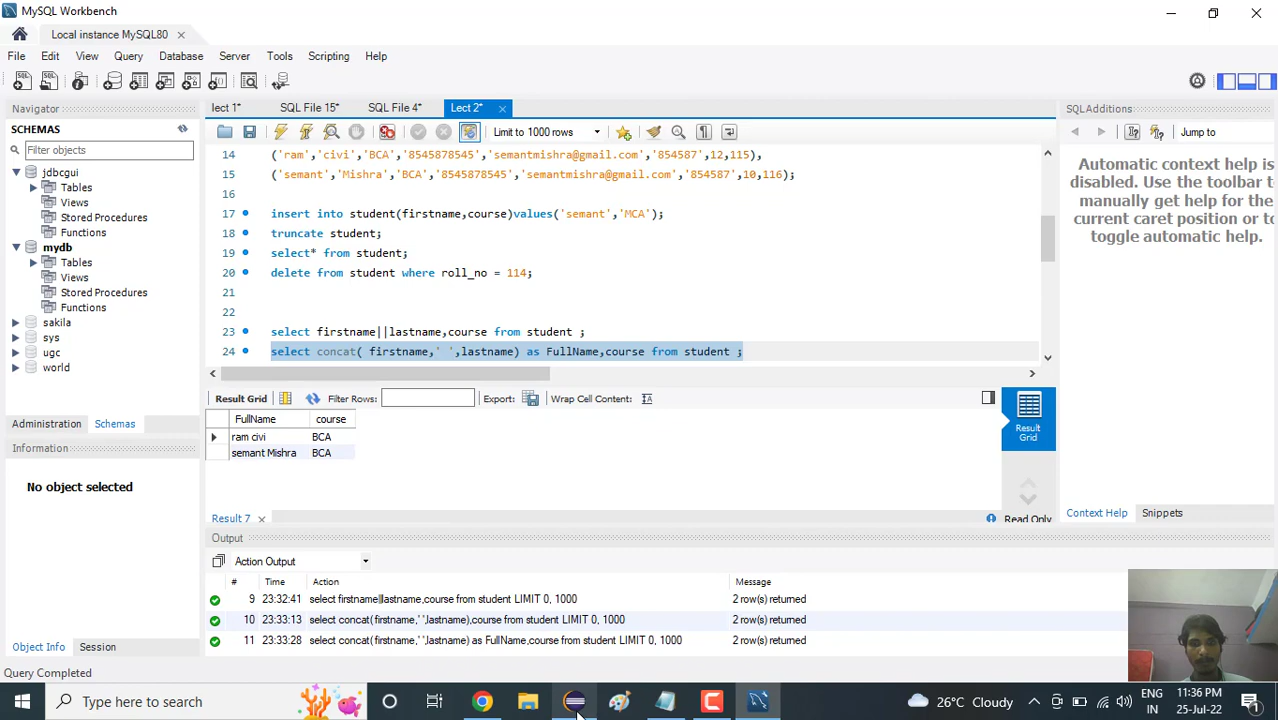 MySQL Workbench
Local instance MySQL80
File Edit View Query Database Server Tools Scripting Help
Navigator
SCHEMAS
Filter objects
jdbcgui
Tables
Views
Stored Procedures
Functions
mydb
Tables
Views
Stored Procedures
Functions
sakila
sys
ugc
world
Administration Schemas
Information
No object selected
Object Info Session
Query Completed
lect 1* SQL File 15* SQL File 4* Lect 2*
Limit to 1000 rows
14 ('ram','civi','BCA','8545878545','semantmishra@gmail.com','854587',12,115),
15 ('semant','Mishra','BCA','8545878545','semantmishra@gmail.com','854587',10,116);
16
17 insert into student(firstname,course)values('semant','MCA');
18 truncate student;
19 select* from student;
20 delete from student where roll_no = 114;
21
22
23 select firstname||lastname,course from student ;
24 select concat( firstname,' ',lastname) as FullName,course from student ;
Result Grid Filter Rows: Export: Wrap Cell Content:
FullName course
ram civi BCA
semant Mishra BCA
Result Grid
Result 7 Read Only
Output
Action Output
# Time Action Message
9 23:32:41 select firstname||lastname,course from student LIMIT 0, 1000 2 row(s) returned
10 23:33:13 select concat( firstname,' ',lastname),course from student LIMIT 0, 1000 2 row(s) returned
11 23:33:28 select concat( firstname,' ',lastname) as FullName,course from student LIMIT 0, 1000 2 row(s) returned
SQLAdditions
Jump to
Automatic context help is
disabled. Use the toolbar t
manually get help for the
current caret position or to
toggle automatic help.
Context Help Snippets
Type here to search
26°C Cloudy
ENG
IN
11:36 PM
25-Jul-22
1